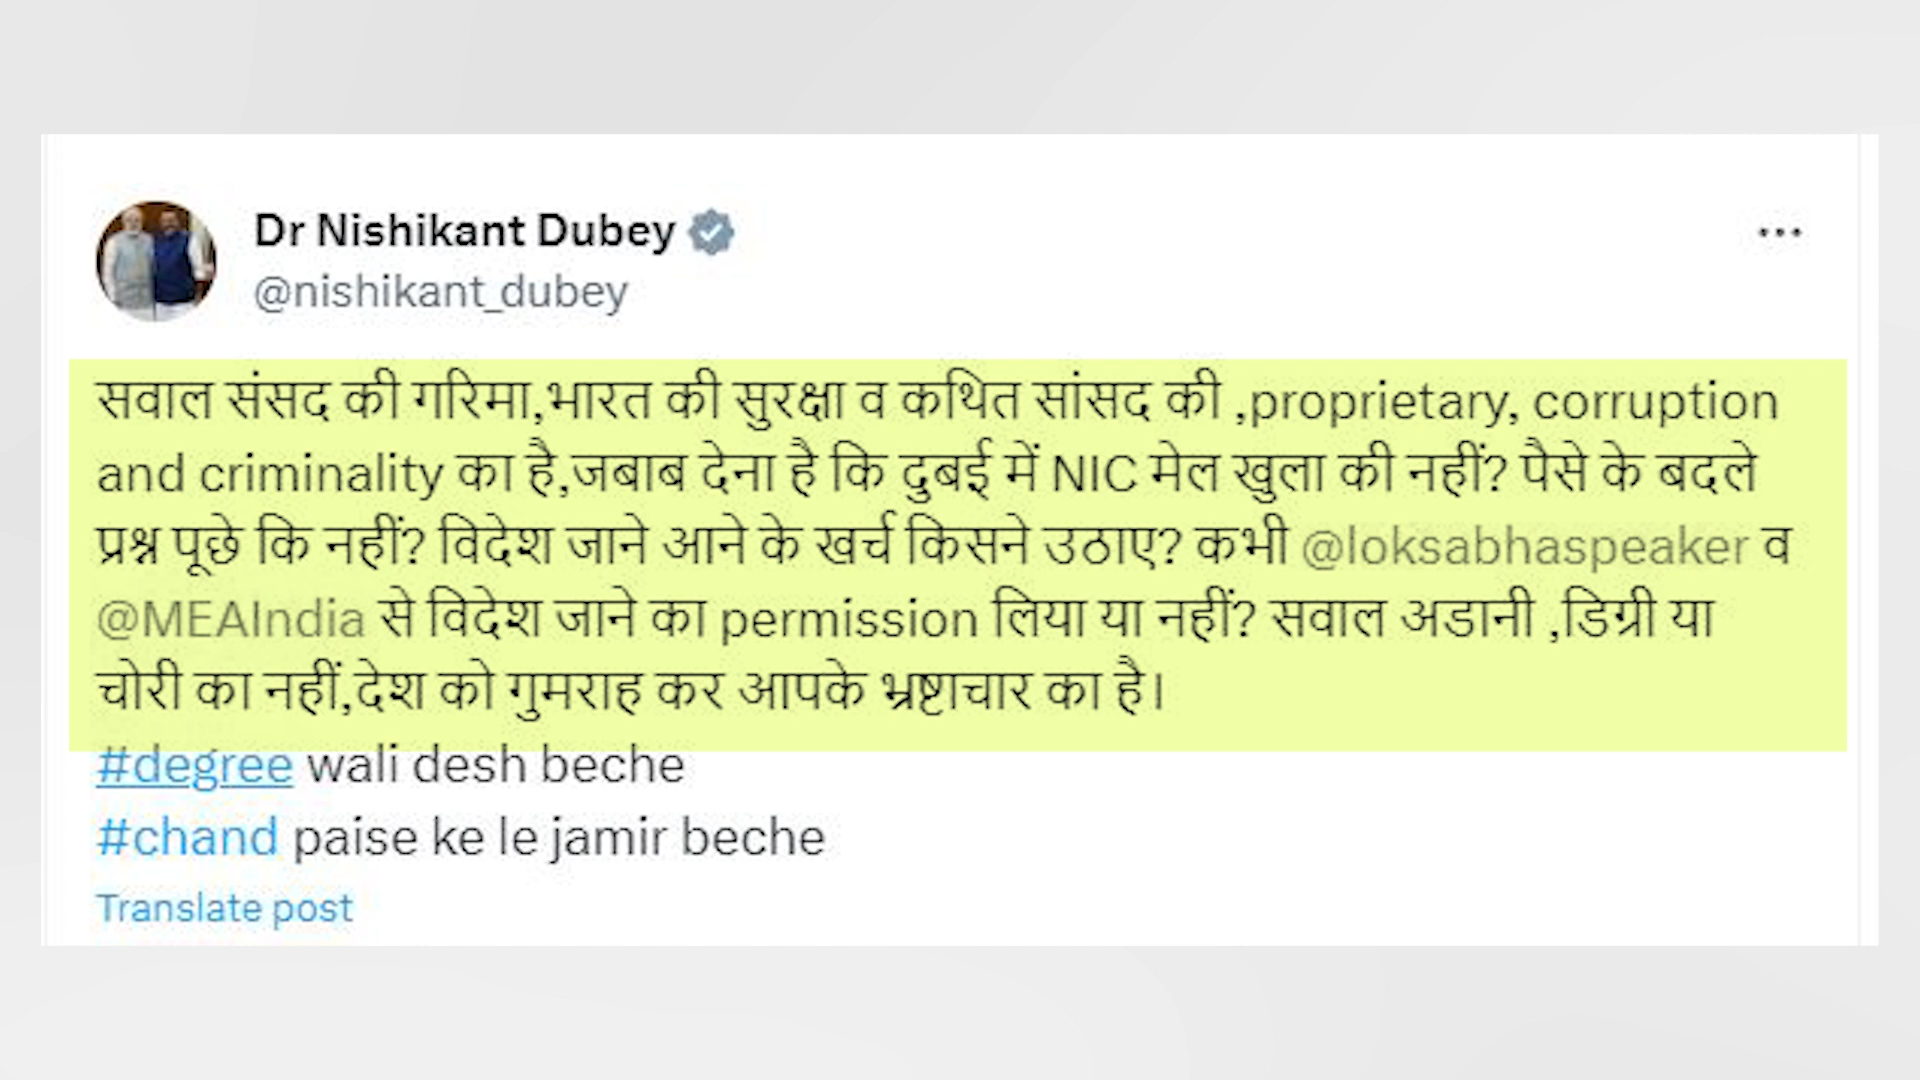 Dr Nishikant Dubey
@nishikant_dubey
सवाल संसद की गरिमा,भारत की सुरक्षा व कथित सांसद की ,proprietary, corruption
and criminality का है,जबाब देना है कि दुबई में NIC मेल खुला की नहीं? पैसे के बदले
प्रश्न पूछे कि नहीं? विदेश जाने आने के खर्च किसने उठाए? कभी @loksabhaspeaker व
@MEAIndia से विदेश जाने का permission लिया या नहीं? सवाल अडानी ,डिग्री या
चोरी का नहीं,देश को गुमराह कर आपके भ्रष्टाचार का है।
#degree wali desh beche
#chand paise ke le jamir beche
Translate post